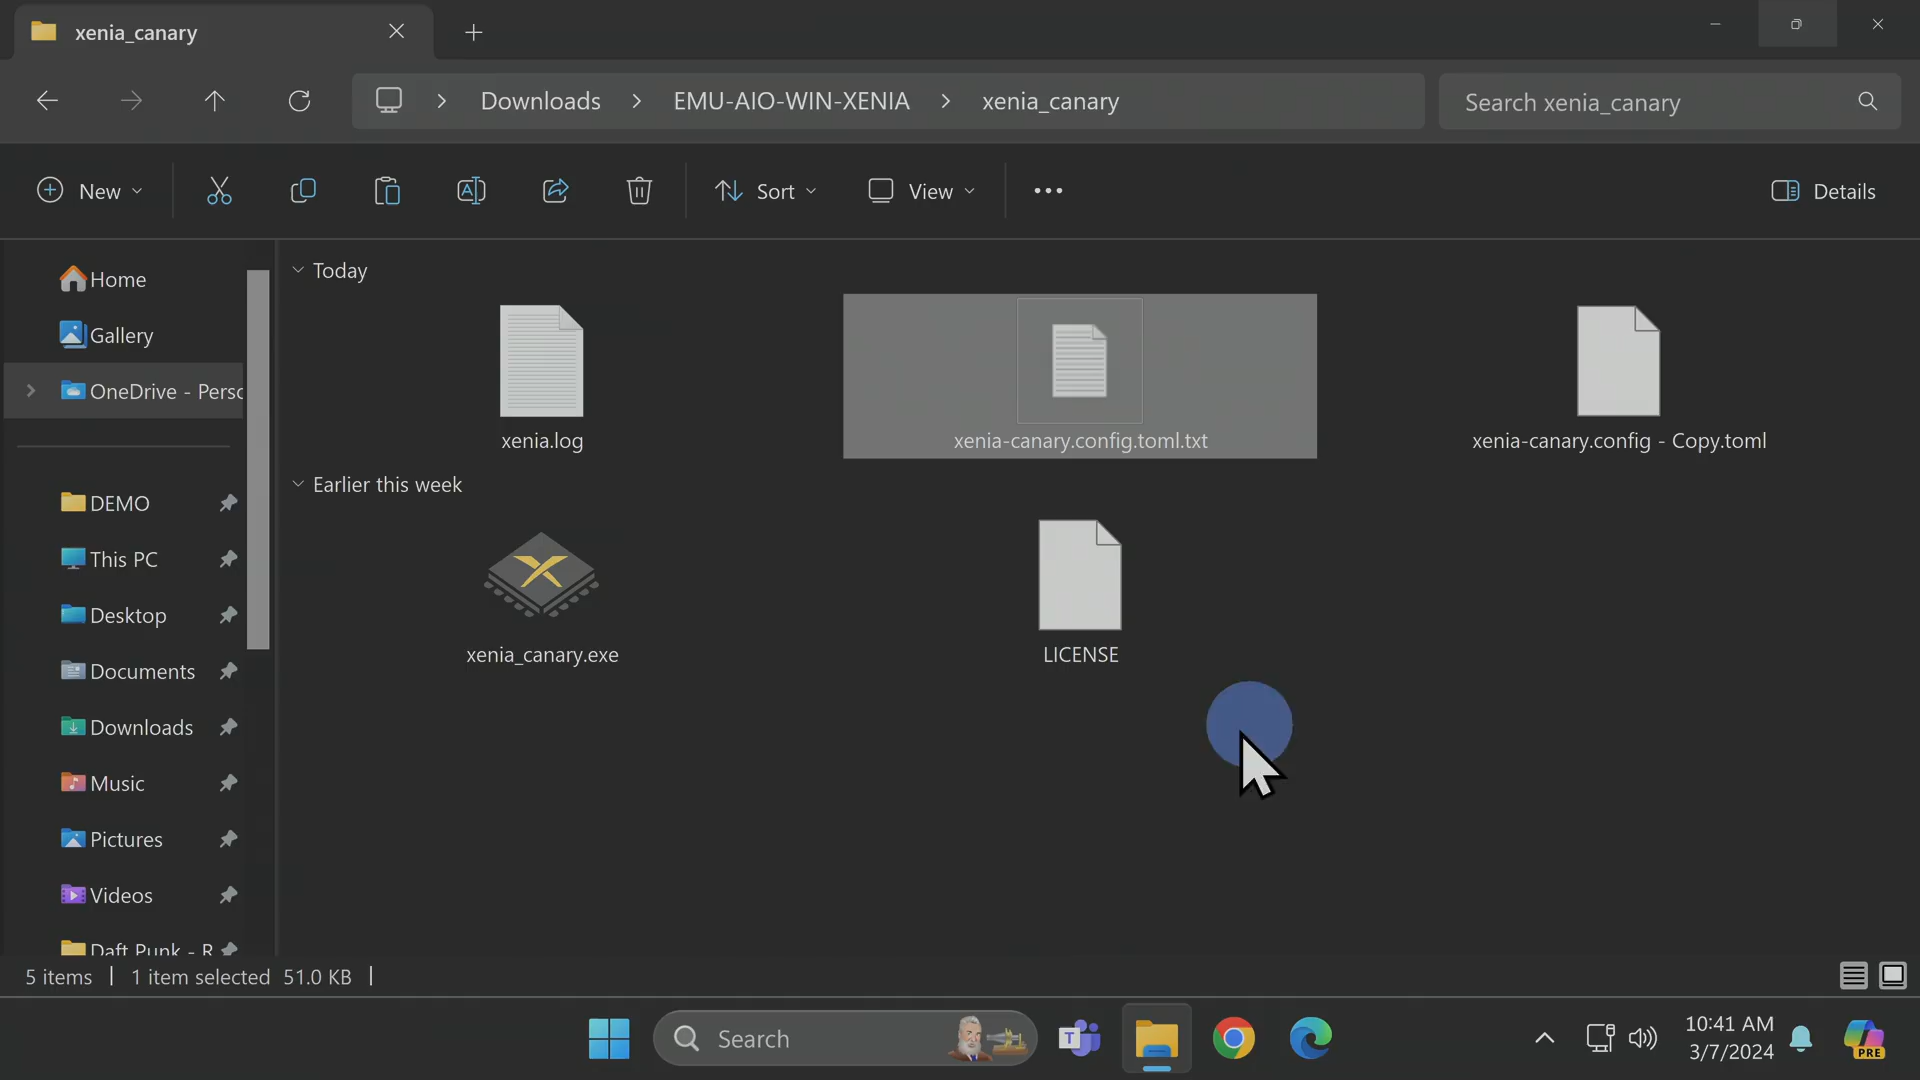 xenia_canary
Downloads
EMU-AIO-WIN-XENIA
xenia_canary
Search xenia_canary
New
Sort
View
Details
Home
Gallery
OneDrive - Perso
DEMO
This PC
Desktop
Documents
Downloads
Music
Pictures
Videos
Daft Punk - R
Today
xenia.log
xenia-canary.config.toml.txt
xenia-canary.config - Copy.toml
Earlier this week
xenia_canary.exe
LICENSE
5 items
1 item selected 51.0 KB
Search
T
10:41 AM
3/7/2024
PRE